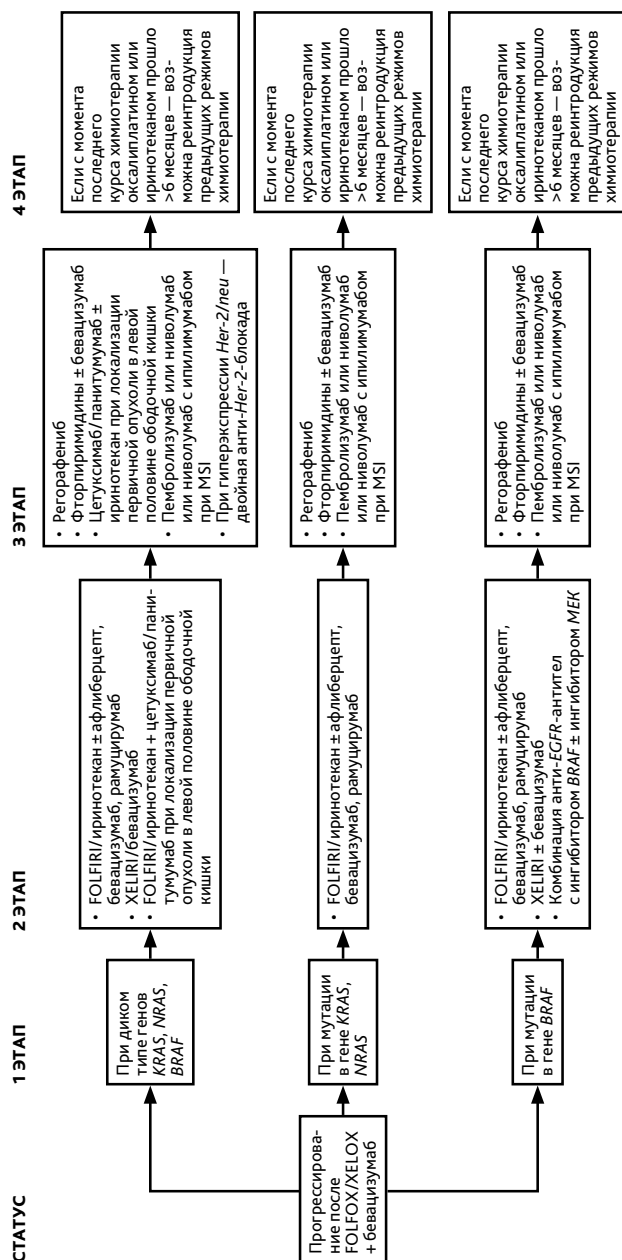 СТАТУС
1 ЭТАП
2 ЭТАП
3 ЭТАП
4 ЭТАП
Прогрессирова-
ние после
FOLFOX/XELOX
+ бевацизумаб
При диком
типе генов
KRAS, NRAS,
BRAF
• FOLFIRI/иринотекан ± афлиберцепт,
бевацизумаб, рамуцирумаб
• XELIRI/бевацизумаб
• FOLFIRI/иринотекан + цетуксимаб/пани-
тумумаб при локализации первичной
опухоли в левой половине ободочной
кишки
• Регорафениб
• Фторпиримидины ± бевацизумаб
• Цетуксимаб/панитумумаб ±
иринотекан при локализации
первичной опухоли в левой
половине ободочной кишки
• Пембролизумаб или ниволумаб
или ниволумаб с ипилимумабом
при MSI
• При гиперэкспрессии Her-2/neu —
двойная анти-Her-2-блокада
Если с момента
последнего
курса химиотерапии
оксалиплатином или
иринотеканом прошло
>6 месяцев — воз-
можна реинтродукция
предыдущих режимов
химиотерапии
При мутации
в гене KRAS,
NRAS
• FOLFIRI/иринотекан ± афлиберцепт,
бевацизумаб, рамуцирумаб
• Регорафениб
• Фторпиримидины ± бевацизумаб
• Пембролизумаб или ниволумаб
или ниволумаб с ипилимумабом
при MSI
Если с момента
последнего
курса химиотерапии
оксалиплатином или
иринотеканом прошло
>6 месяцев — воз-
можна реинтродукция
предыдущих режимов
химиотерапии
При мутации
в гене BRAF
• FOLFIRI/иринотекан ± афлиберцепт,
бевацизумаб, рамуцирумаб
• XELIRI ± бевацизумаб
• Комбинация анти-EGFR-антител
с ингибитором BRAF ± ингибитором MEK
• Регорафениб
• Фторпиримидины ± бевацизумаб
• Пембролизумаб или ниволумаб
или ниволумаб с ипилимумабом
при MSI
Если с момента
последнего
курса химиотерапии
оксалиплатином или
иринотеканом прошло
>6 месяцев — воз-
можна реинтродукция
предыдущих режимов
химиотерапии